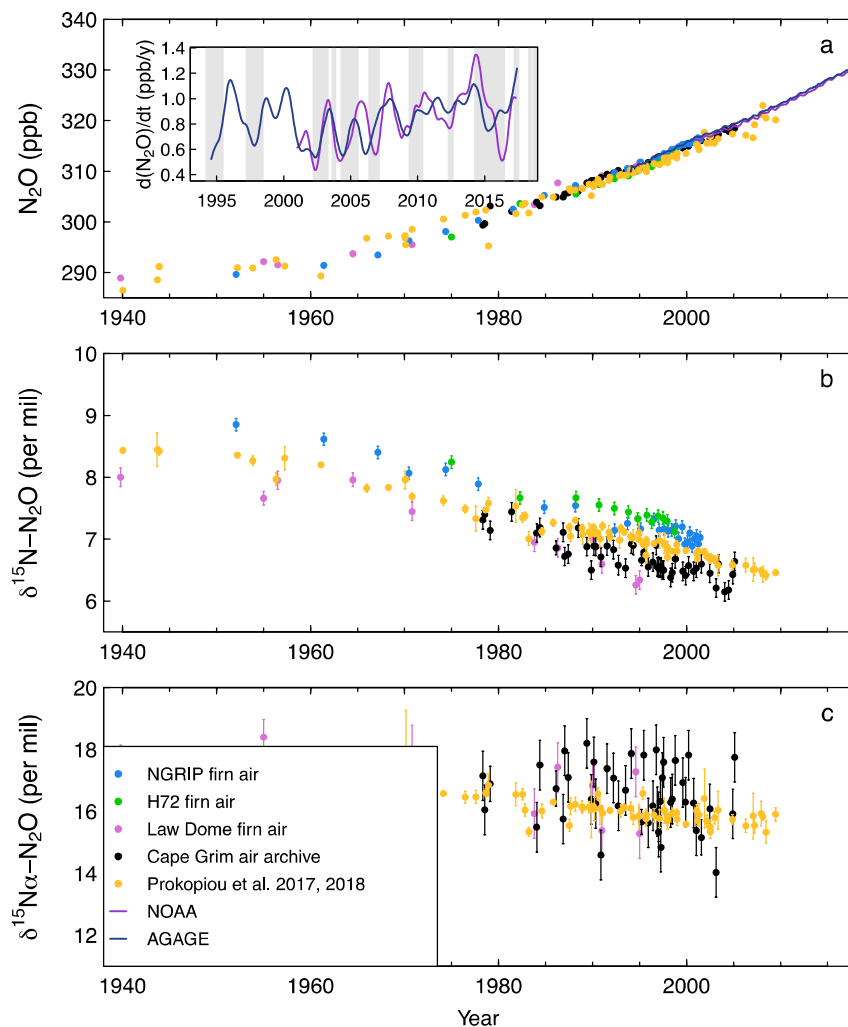 340
330
320
310
300
290
N₂O (ppb)
a
1.4
1.2
1.0
0.8
0.6
0.4
d(N₂O)/dt (ppb/y)
1995 2000 2005 2010 2015
1940 1960 1980 2000
10
9
8
7
6
δ¹⁵N−N₂O (per mil)
b
1940 1960 1980 2000
20
18
16
14
12
δ¹⁵Nα−N₂O (per mil)
c
NGRIP firn air
H72 firn air
Law Dome firn air
Cape Grim air archive
Prokopiou et al. 2017, 2018
NOAA
AGAGE
1940 1960 1980 2000
Year